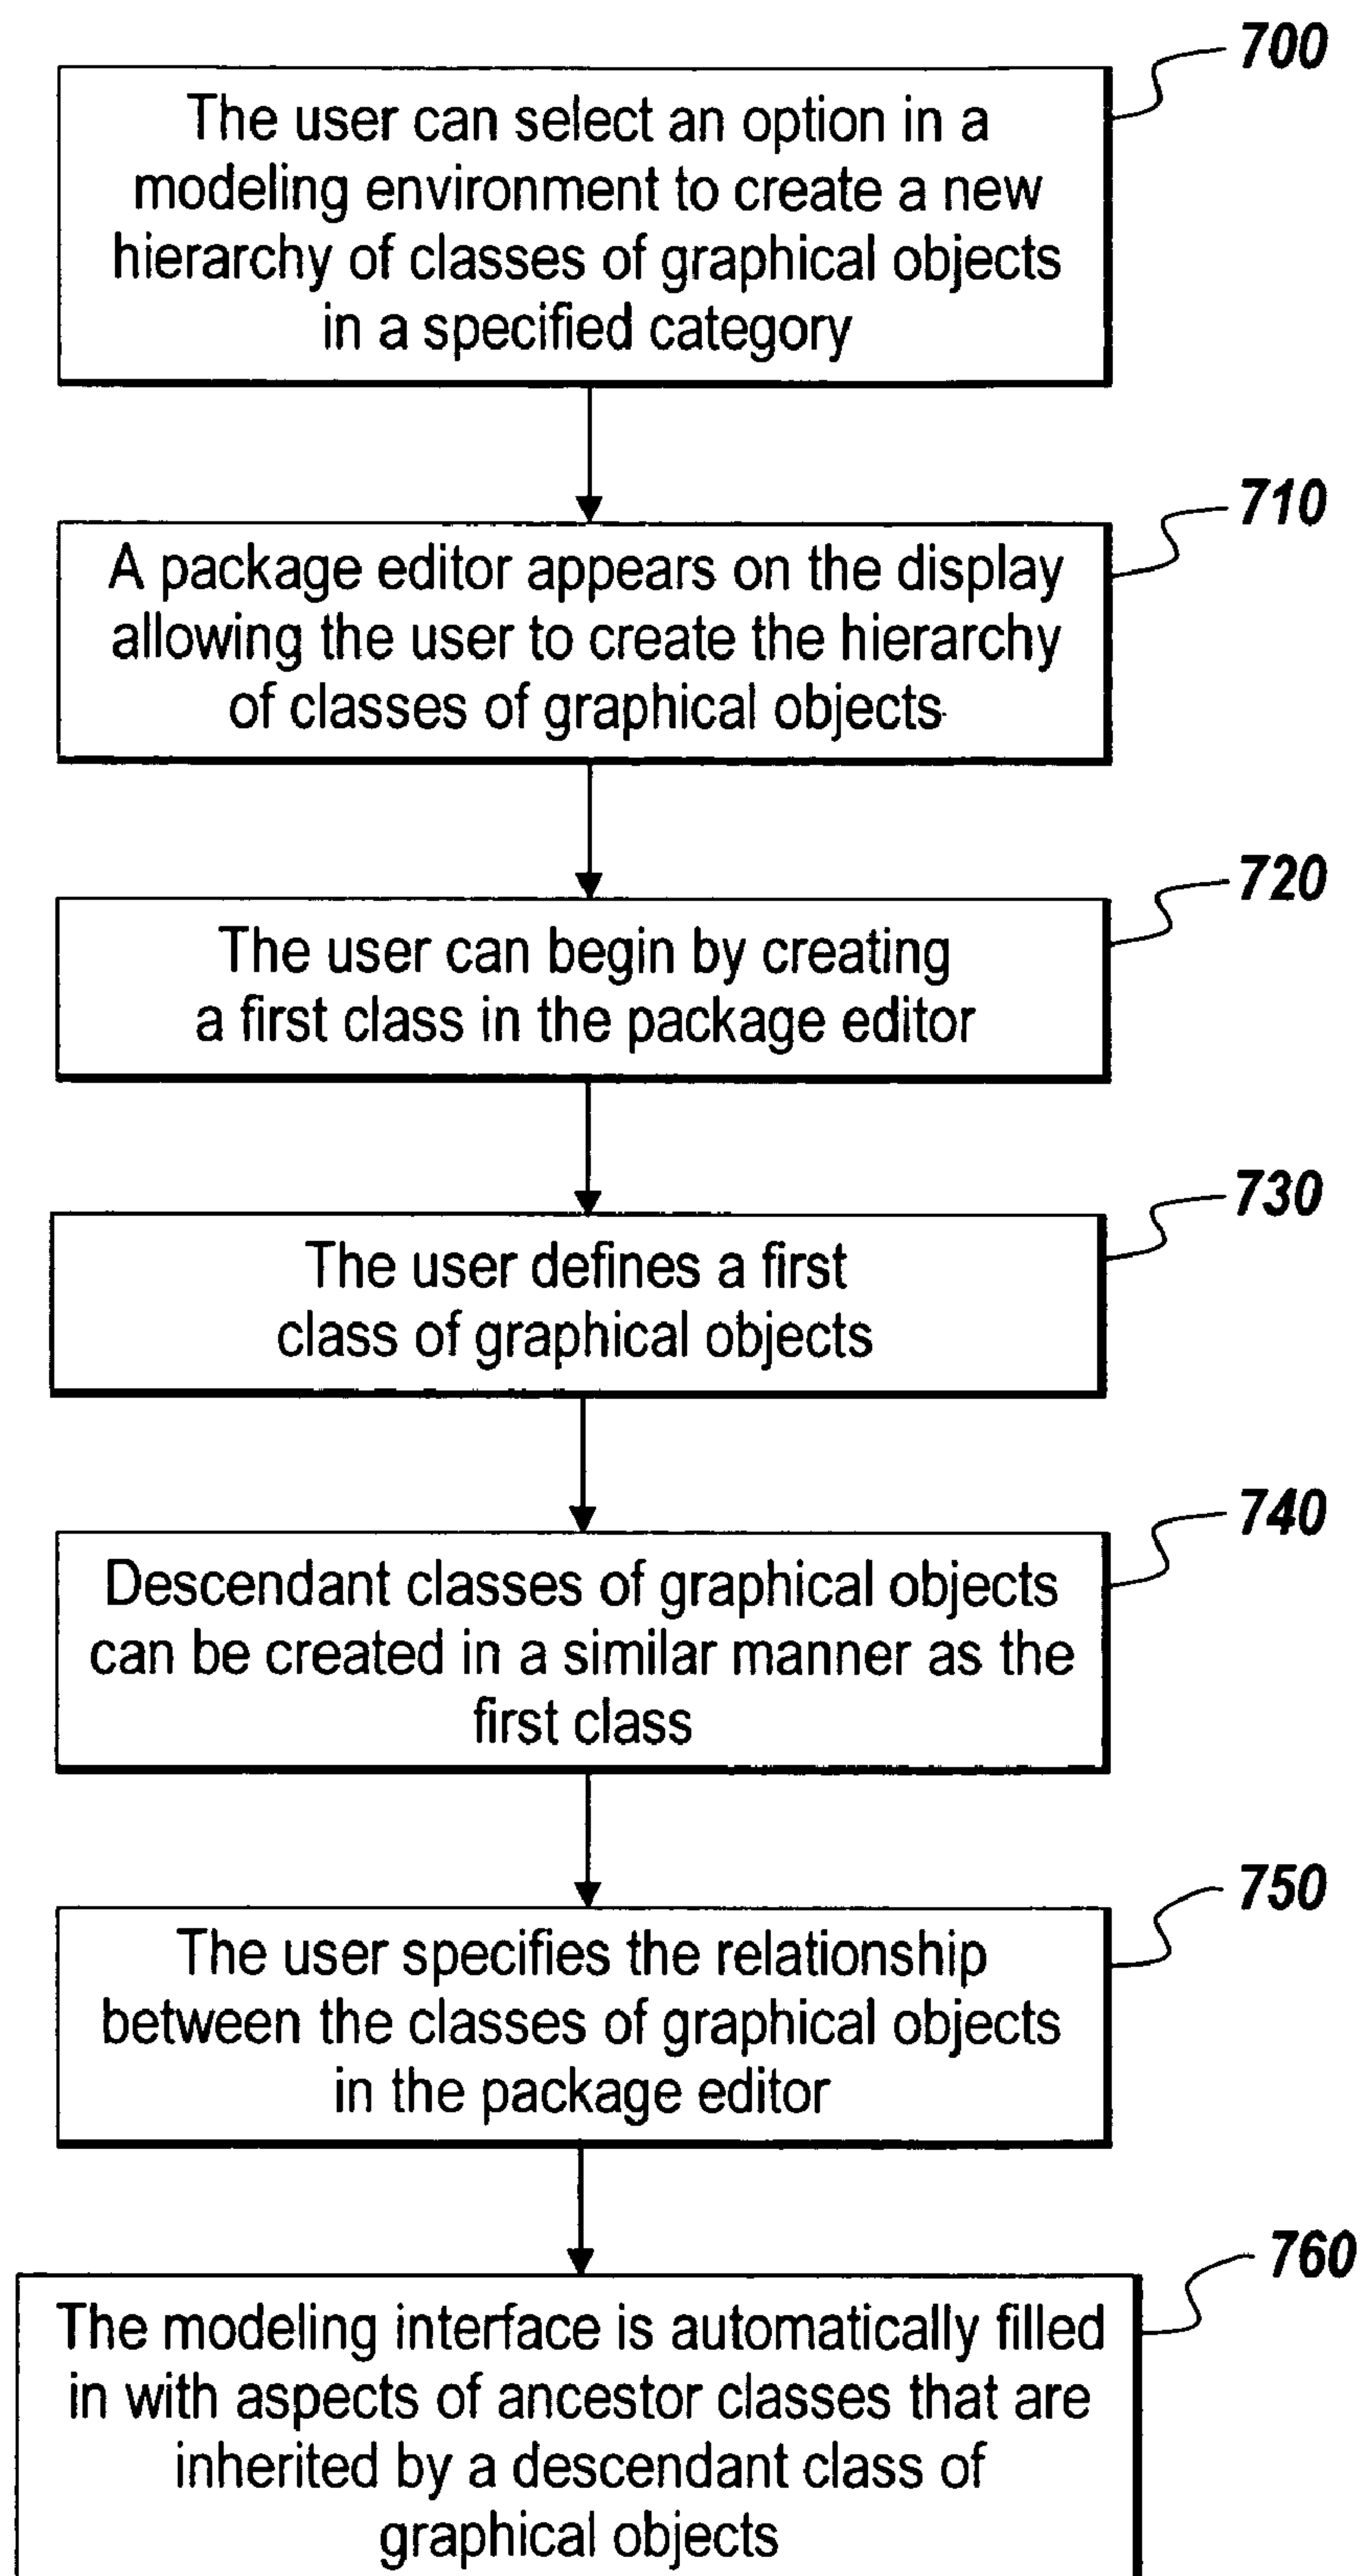 700
The user can select an option in a
modeling environment to create a new
hierarchy of classes of graphical objects
in a specified category
710
A package editor appears on the display
allowing the user to create the hierarchy
of classes of graphical objects
720
The user can begin by creating
a first class in the package editor
730
The user defines a first
class of graphical objects
740
Descendant classes of graphical objects
can be created in a similar manner as the
first class
750
The user specifies the relationship
between the classes of graphical objects
in the package editor
760
The modeling interface is automatically filled
in with aspects of ancestor classes that are
inherited by a descendant class of
graphical objects